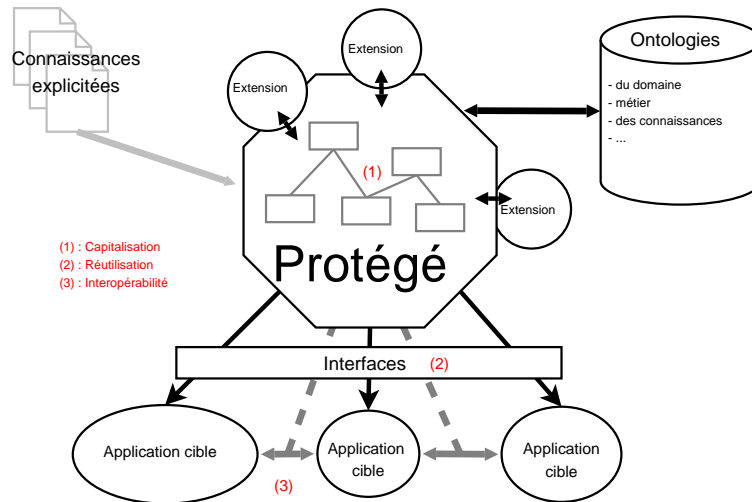 Connaissances
explicitées
Extension
Extension
Extension
Ontologies
- du domaine
- métier
- des connaissances
- ...
(1)
Protégé
(1) : Capitalisation
(2) : Réutilisation
(3) : Interopérabilité
Interfaces (2)
Application cible
Application
cible
Application
cible
(3)